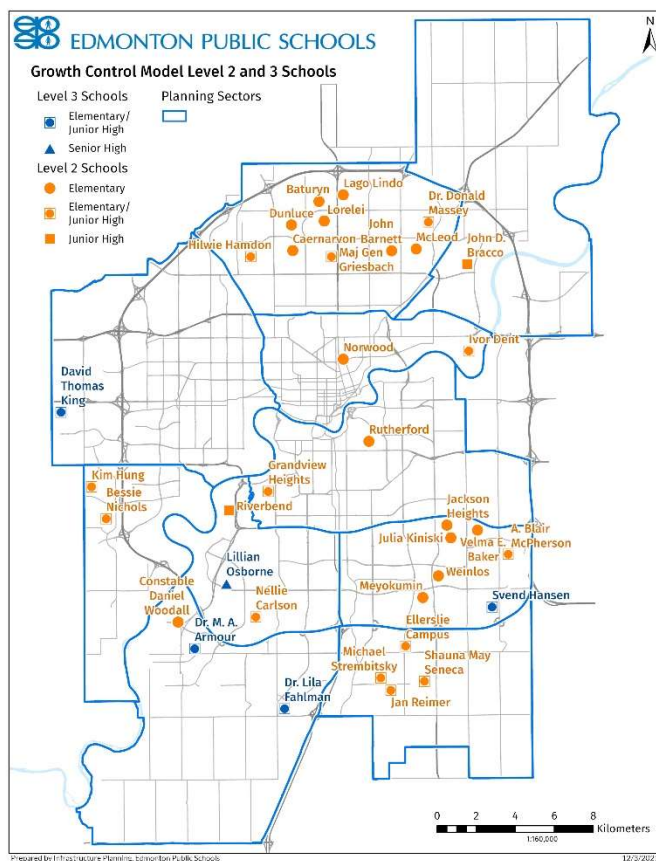 EDMONTON PUBLIC SCHOOLS
N
Growth Control Model Level 2 and 3 Schools
Level 3 Schools
Elementary/
Junior High
Senior High
Level 2 Schools
Elementary
Elementary/
Junior High
Junior High
Planning Sectors
Baturyn
Lago Lindo
Dunluce
Lorelei
Dr. Donald
Massey
John
Barnett
Hilwie Hamdon
Caernarvon
McLeod
John D.
Bracco
Maj Gen
Griesbach
Norwood
Ivor Dent
David
Thomas
King
Rutherford
Kim Hung
Bessie
Nichols
Grandview
Heights
Riverbend
Jackson
Heights
Julia Kiniski
A. Blair
McPherson
Velma E.
Baker
Lillian
Osborne
Weinlos
Constable
Daniel
Woodall
Nellie
Carlson
Meyokumin
Svend Hansen
Dr. M. A.
Armour
Ellerslie
Campus
Michael
Strembitsky
Shauna May
Seneca
Dr. Lila
Fahlman
Jan Reimer
0 2 4 6 8
Kilometers
1:160,000
Prepared by Infrastructure Planning, Edmonton Public Schools